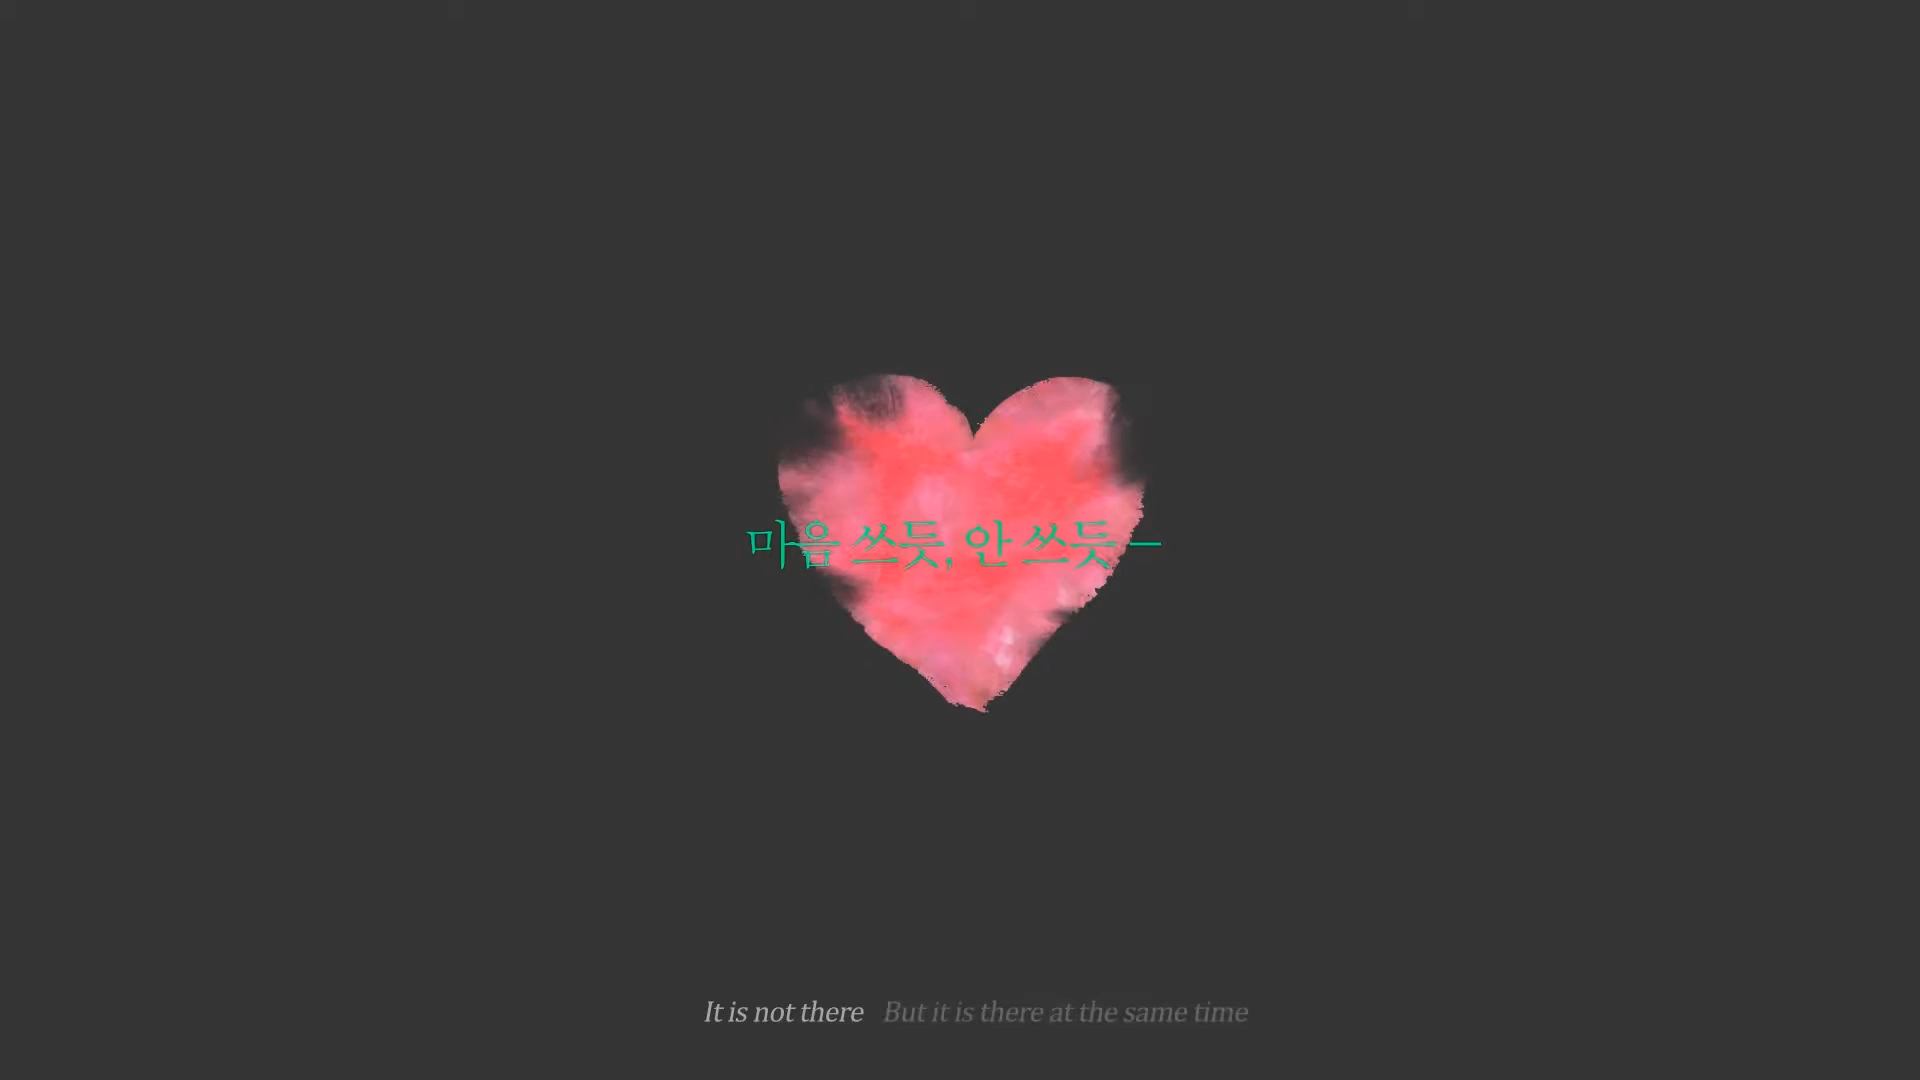 마음 쓰듯, 안 쓰듯 —
It is not there But it is there at the same time